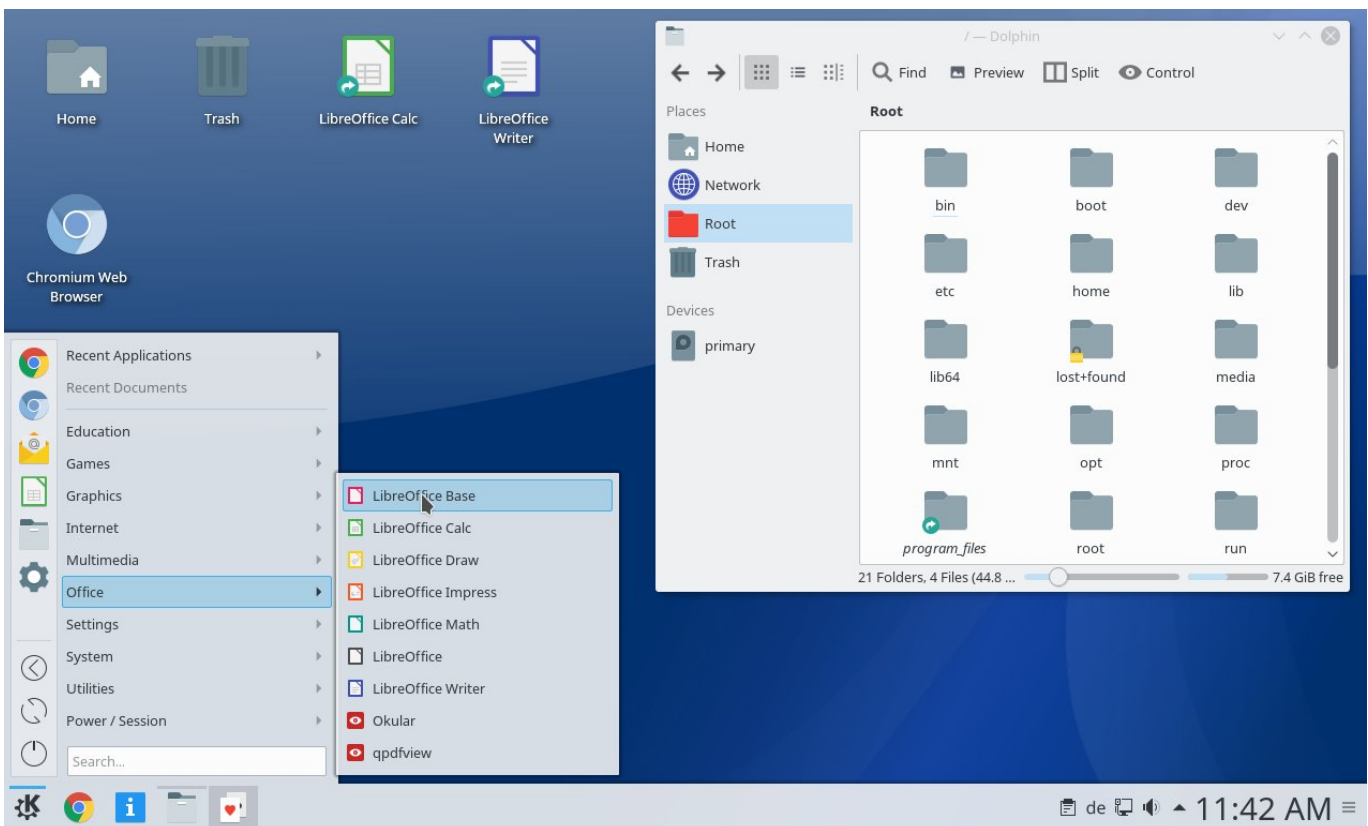 Home
Trash
LibreOffice Calc
LibreOffice
Writer
Chromium Web
Browser
/ — Dolphin
Find
Preview
Split
Control
Places
Home
Network
Root
Trash
Devices
primary
Root
bin
boot
dev
etc
home
lib
lib64
lost+found
media
mnt
opt
proc
program_files
root
run
21 Folders, 4 Files (44.8 ...
7.4 GiB free
Recent Applications
Recent Documents
Education
Games
Graphics
Internet
Multimedia
Office
Settings
System
Utilities
Power / Session
Search...
LibreOffice Base
LibreOffice Calc
LibreOffice Draw
LibreOffice Impress
LibreOffice Math
LibreOffice
LibreOffice Writer
Okular
qpdfview
de
11:42 AM